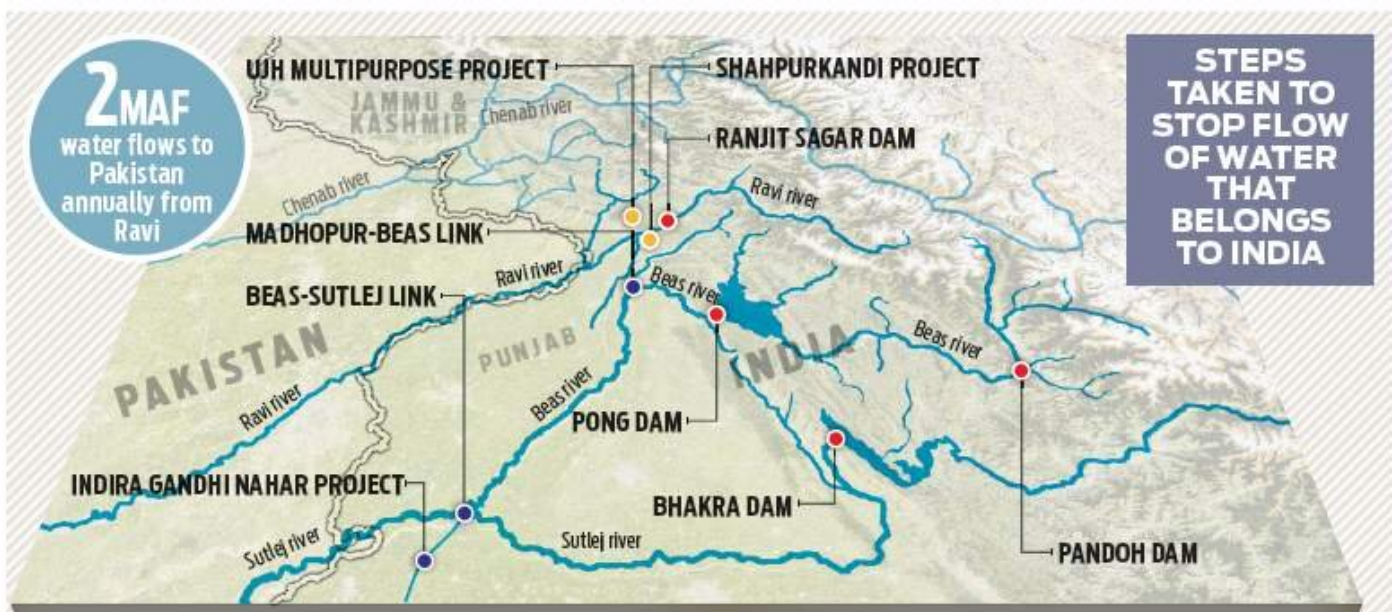 2MAF
water flows to
Pakistan
annually from
Ravi
UJH MULTIPURPOSE PROJECT
SHAHPURKANDI PROJECT
JAMMU &
KASHMIR
Chenab river
RANJIT SAGAR DAM
Chenab river
Ravi river
MADHOPUR-BEAS LINK
Ravi river
Beas river
BEAS-SUTLEJ LINK
PAKISTAN
PUNJAB
INDIA
Beas river
Ravi river
Beas river
PONG DAM
INDIRA GANDHI NAHAR PROJECT
BHAKRA DAM
Sutlej river
Sutlej river
PANDOH DAM
STEPS
TAKEN TO
STOP FLOW
OF WATER
THAT
BELONGS
TO INDIA